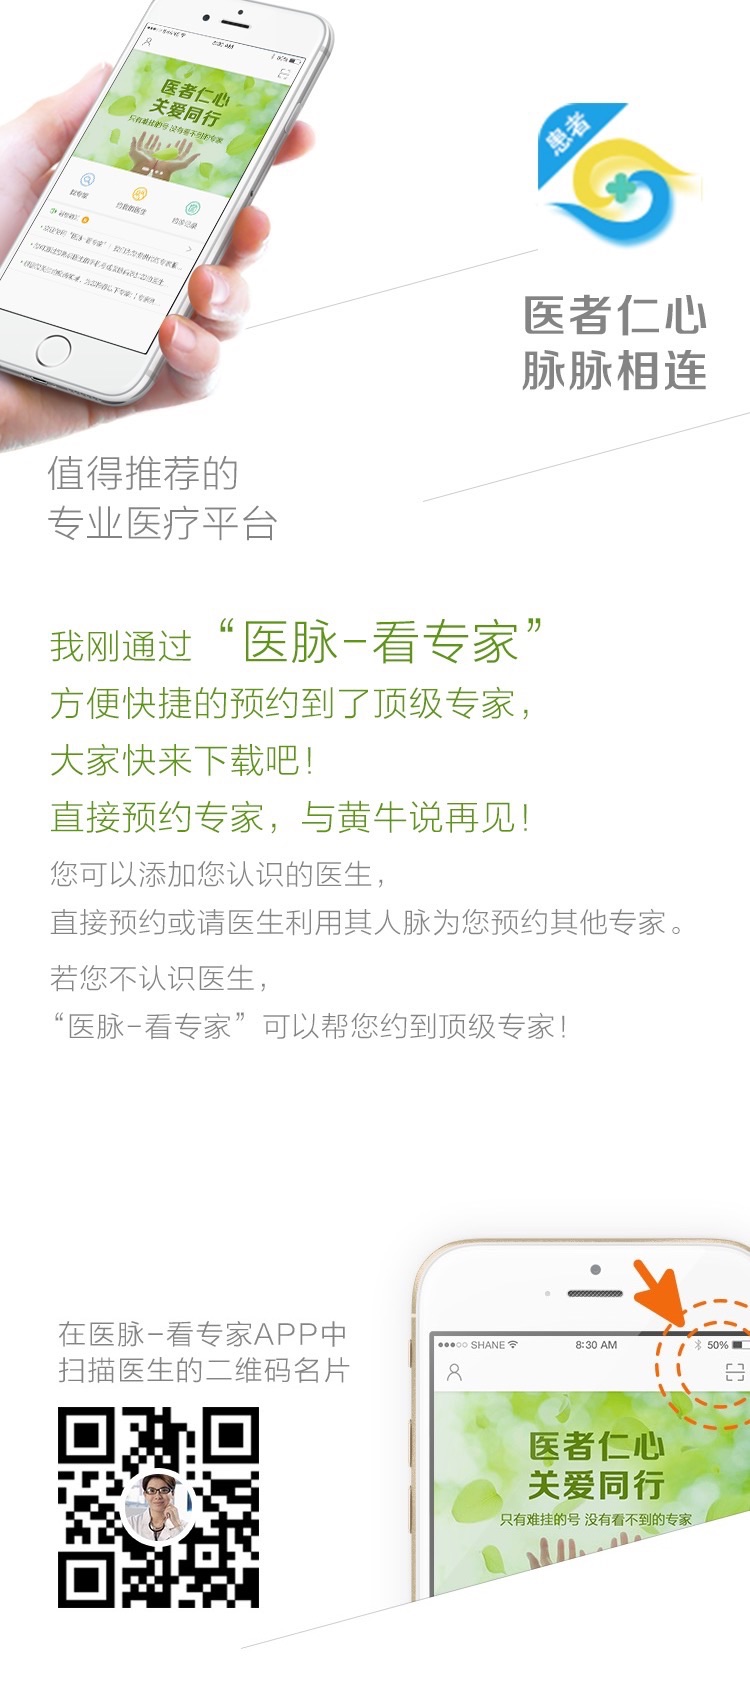 8:30 AM
医者仁心
关爱同行
只有难挂的号 没有看不到的专家
患者
医者仁心
脉脉相连
值得推荐的
专业医疗平台
我刚通过“医脉-看专家”
方便快捷的预约到了顶级专家，
大家快来下载吧！
直接预约专家，与黄牛说再见！
您可以添加您认识的医生，
直接预约或请医生利用其人脉为您预约其他专家。
若您不认识医生，
“医脉-看专家”可以帮您约到顶级专家！
在医脉-看专家APP中
扫描医生的二维码名片
SHANE 8:30 AM 50%
医者仁心
关爱同行
只有难挂的号 没有看不到的专家